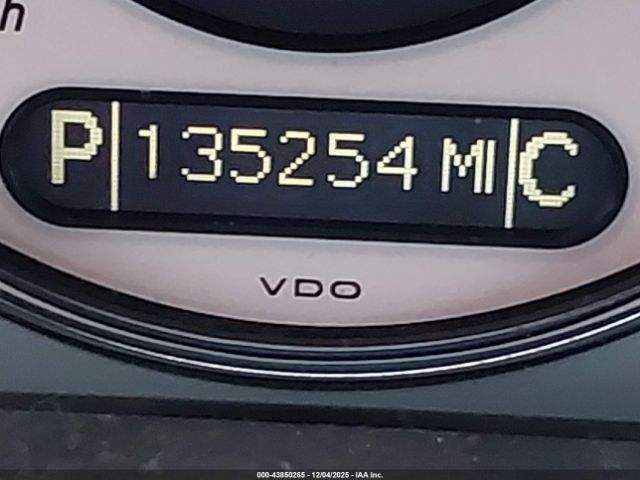 h
P 135254 MI C
VDO
000-43850265 - 12/04/2025 - IAA Inc.